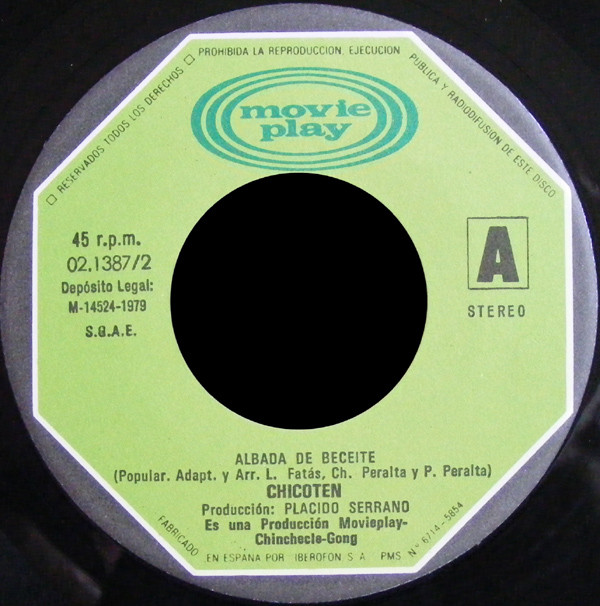 □ RESERVADOS TODOS LOS DERECHOS □ PROHIBIDA LA REPRODUCCION, EJECUCION PUBLICA Y RADIODIFUSION DE ESTE DISCO
movie
play
45 r.p.m.
02.1387/2
Depósito Legal:
M-14524-1979
S.G.A.E.
A
STEREO
ALBADA DE BECEITE
(Popular. Adapt. y Arr. L. Fatás, Ch. Peralta y P. Peralta)
CHICOTEN
Producción: PLACIDO SERRANO
Es una Producción Movieplay-
Chinchecle-Gong
FABRICADO EN ESPAÑA POR IBEROFON S A PMS Nº 6714-5854